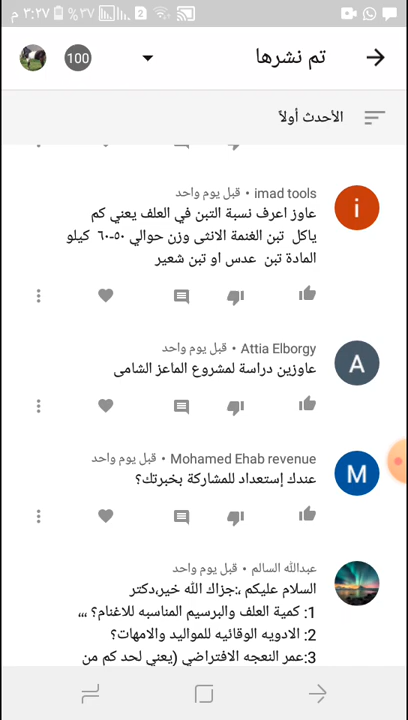 ٣:٢٧ م ٣٧% 2
تم نشرها
100
الأحدث أولاً
imad tools • قبل يوم واحد
عاوز اعرف نسبة التبن في العلف يعني كم
ياكل تبن الغنمة الانثى وزن حوالي ٥٠-٦٠ كيلو
المادة تبن عدس او تبن شعير
i
Attia Elborgy • قبل يوم واحد
عاوزين دراسة لمشروع الماعز الشامى
A
Mohamed Ehab revenue • قبل يوم واحد
عندك إستعداد للمشاركة بخبرتك؟
M
عبدالله السالم • قبل يوم واحد
السلام عليكم ،:جزاك الله خير،دكتر
1: كمية العلف والبرسيم المناسبه للاغنام؟ ،،،
2: الادويه الوقائيه للمواليد والامهات؟
3:عمر النعجه الافتراضي (يعني لحد كم من